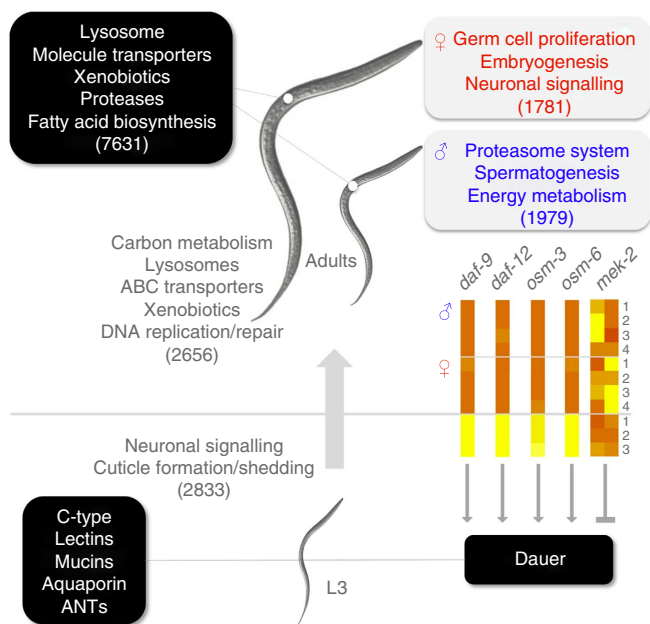 Lysosome
Molecule transporters
Xenobiotics
Proteases
Fatty acid biosynthesis
(7631)
♀ Germ cell proliferation
Embryogenesis
Neuronal signalling
(1781)
♂ Proteasome system
Spermatogenesis
Energy metabolism
(1979)
Carbon metabolism
Lysosomes
ABC transporters
Xenobiotics
DNA replication/repair
(2656)
Adults
daf-9
daf-12
osm-3
osm-6
mek-2
♂
1
2
3
4
♀
1
2
3
4
1
2
3
Neuronal signalling
Cuticle formation/shedding
(2833)
C-type
Lectins
Mucins
Aquaporin
ANTs
L3
Dauer